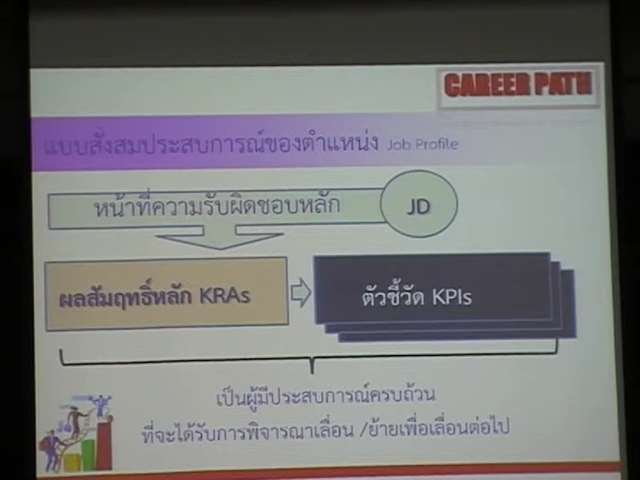 CAREER PATH
แบบสั่งสมประสบการณ์ของตำแหน่ง Job Profile
หน้าที่ความรับผิดชอบหลัก JD
ผลสัมฤทธิ์หลัก KRAs
ตัวชี้วัด KPIs
เป็นผู้มีประสบการณ์ครบถ้วน
ที่จะได้รับการพิจารณาเลื่อน /ย้ายเพื่อเลื่อนต่อไป